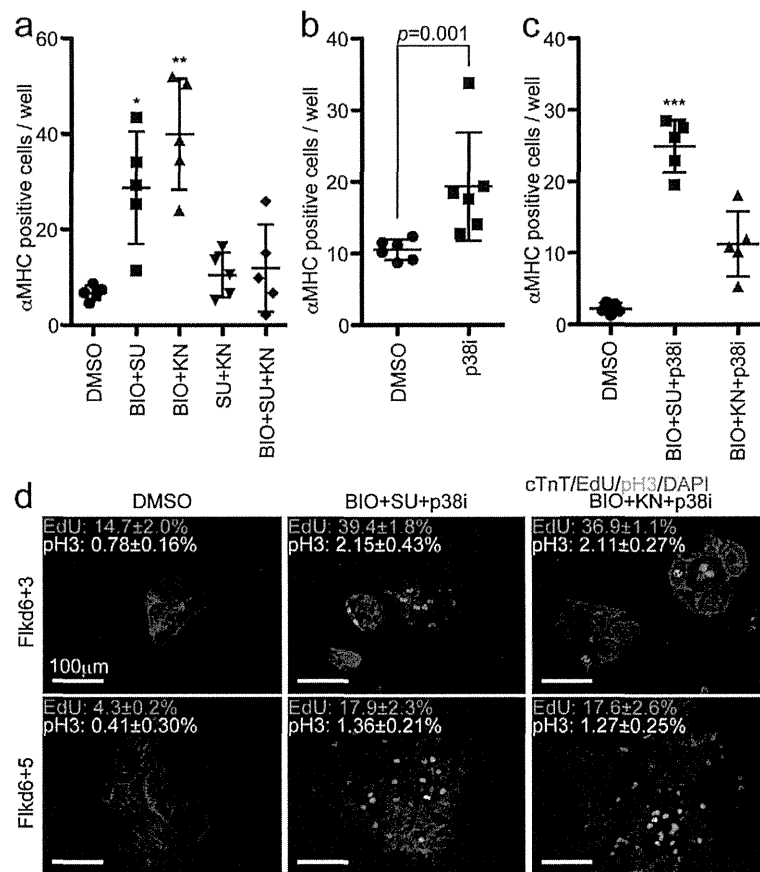 a
αMHC positive cells / well
60
40
20
0
*
**
DMSO
BIO+SU
BIO+KN
SU+KN
BIO+SU+KN
b
αMHC positive cells / well
p=0.001
40
30
20
10
0
DMSO
p38i
c
αMHC positive cells / well
40
30
20
10
0
***
DMSO
BIO+SU+p38i
BIO+KN+p38i
d
cTnT/EdU/pH3/DAPI
DMSO
BIO+SU+p38i
BIO+KN+p38i
Flkd6+3
EdU: 14.7±2.0%
pH3: 0.78±0.16%
100μm
EdU: 39.4±1.8%
pH3: 2.15±0.43%
EdU: 36.9±1.1%
pH3: 2.11±0.27%
Flkd6+5
EdU: 4.3±0.2%
pH3: 0.41±0.30%
EdU: 17.9±2.3%
pH3: 1.36±0.21%
EdU: 17.6±2.6%
pH3: 1.27±0.25%